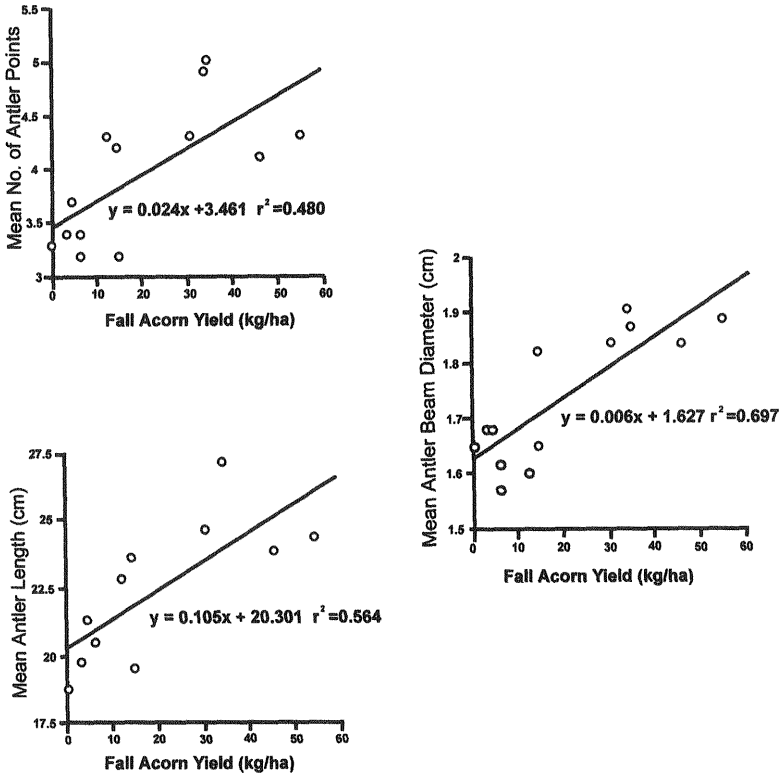 Mean No. of Antler Points
5.5
5
4.5
4
3.5
3
y = 0.024x +3.461 r²=0.480
0 10 20 30 40 50 60
Fall Acorn Yield (kg/ha)
Mean Antler Beam Diameter (cm)
2
1.9
1.8
1.7
1.6
1.5
y = 0.006x + 1.627 r²=0.697
0 10 20 30 40 50 60
Fall Acorn Yield (kg/ha)
Mean Antler Length (cm)
27.5
25
22.5
20
17.5
y = 0.105x + 20.301 r²=0.564
0 10 20 30 40 50 60
Fall Acorn Yield (kg/ha)